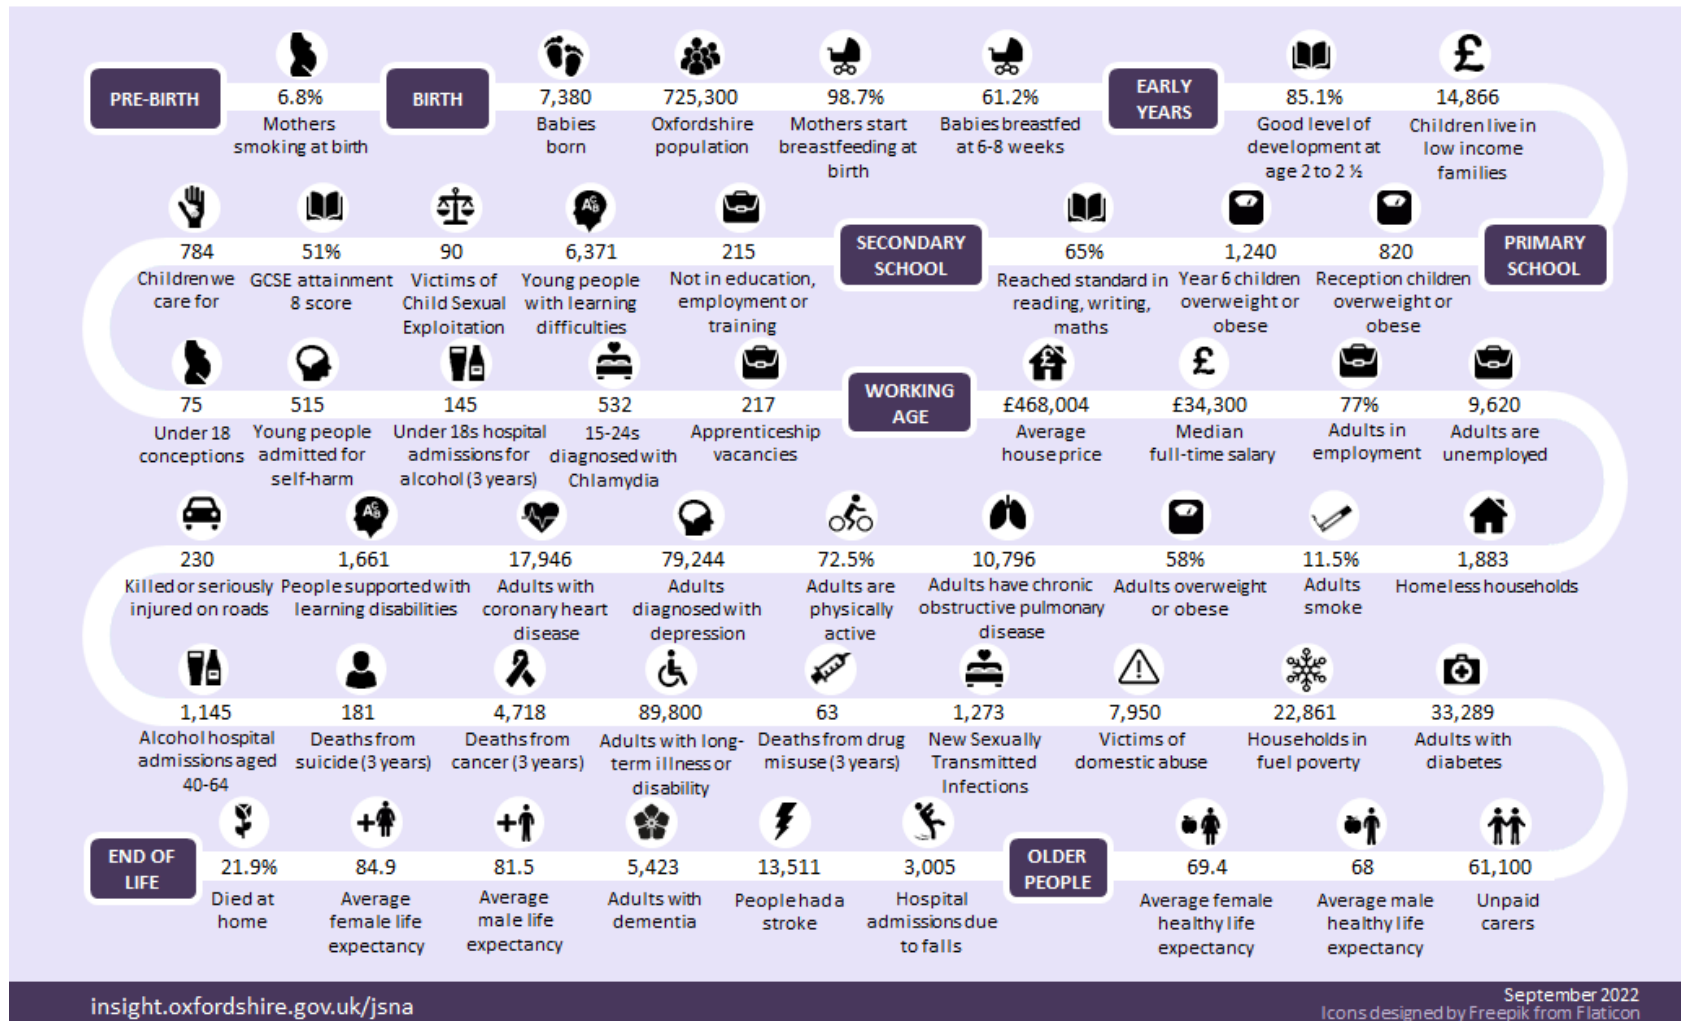 PRE-BIRTH
6.8%
Mothers
smoking at birth
BIRTH
7,380
Babies
born
725,300
Oxfordshire
population
98.7%
Mothers start
breastfeeding at
birth
61.2%
Babies breastfed
at 6-8 weeks
EARLY
YEARS
85.1%
Good level of
development at
age 2 to 2 ½
14,866
Children live in
low income
families
PRIMARY
SCHOOL
820
Reception children
overweight or
obese
1,240
Year 6 children
overweight or
obese
65%
Reached standard in
reading, writing,
maths
SECONDARY
SCHOOL
215
Not in education,
employment or
training
6,371
Young people
with learning
difficulties
90
Victims of
Child Sexual
Exploitation
51%
GCSE attainment
8 score
784
Children we
care for
75
Under 18
conceptions
515
Young people
admitted for
self-harm
145
Under 18s hospital
admissions for
alcohol (3 years)
532
15-24s
diagnosed with
Chlamydia
217
Apprenticeship
vacancies
WORKING
AGE
£468,004
Average
house price
£34,300
Median
full-time salary
77%
Adults in
employment
9,620
Adults are
unemployed
1,883
Homeless households
11.5%
Adults
smoke
58%
Adults overweight
or obese
10,796
Adults have chronic
obstructive pulmonary
disease
72.5%
Adults are
physically
active
79,244
Adults
diagnosed with
depression
17,946
Adults with
coronary heart
disease
1,661
People supported with
learning disabilities
230
Killed or seriously
injured on roads
1,145
Alcohol hospital
admissions aged
40-64
181
Deaths from
suicide (3 years)
4,718
Deaths from
cancer (3 years)
89,800
Adults with long-
term illness or
disability
63
Deaths from drug
misuse (3 years)
1,273
New Sexually
Transmitted
Infections
7,950
Victims of
domestic abuse
22,861
Households in
fuel poverty
33,289
Adults with
diabetes
61,100
Unpaid
carers
68
Average male
healthy life
expectancy
69.4
Average female
healthy life
expectancy
OLDER
PEOPLE
3,005
Hospital
admissions due
to falls
13,511
People had a
stroke
5,423
Adults with
dementia
81.5
Average
male life
expectancy
84.9
Average
female life
expectancy
21.9%
Died at
home
END OF
LIFE
insight.oxfordshire.gov.uk/jsna
September 2022
Icons designed by Freepik from Flaticon